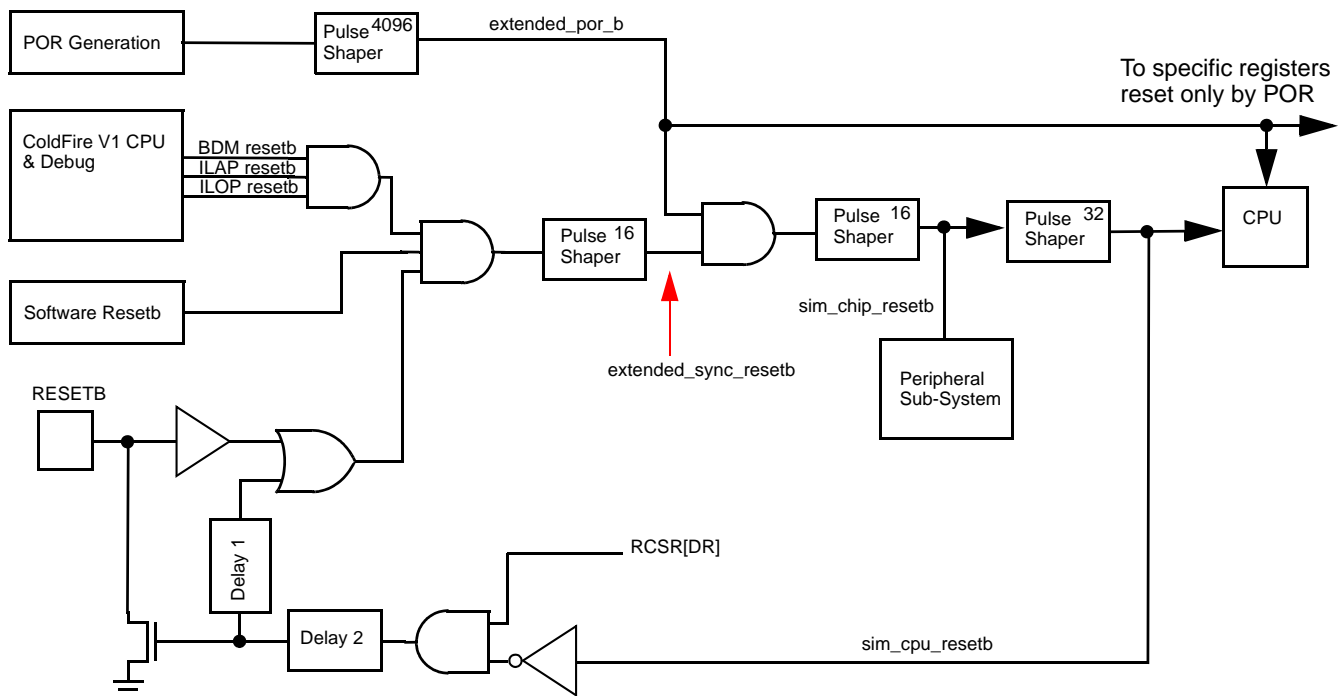 POR Generation
Pulse 4096
Shaper
extended_por_b
To specific registers
reset only by POR
ColdFire V1 CPU
& Debug
BDM resetb
ILAP resetb
ILOP resetb
Pulse 16
Shaper
Pulse 16
Shaper
Pulse 32
Shaper
CPU
Software Resetb
sim_chip_resetb
extended_sync_resetb
Peripheral
Sub-System
RESETB
Delay 1
RCSR[DR]
Delay 2
sim_cpu_resetb